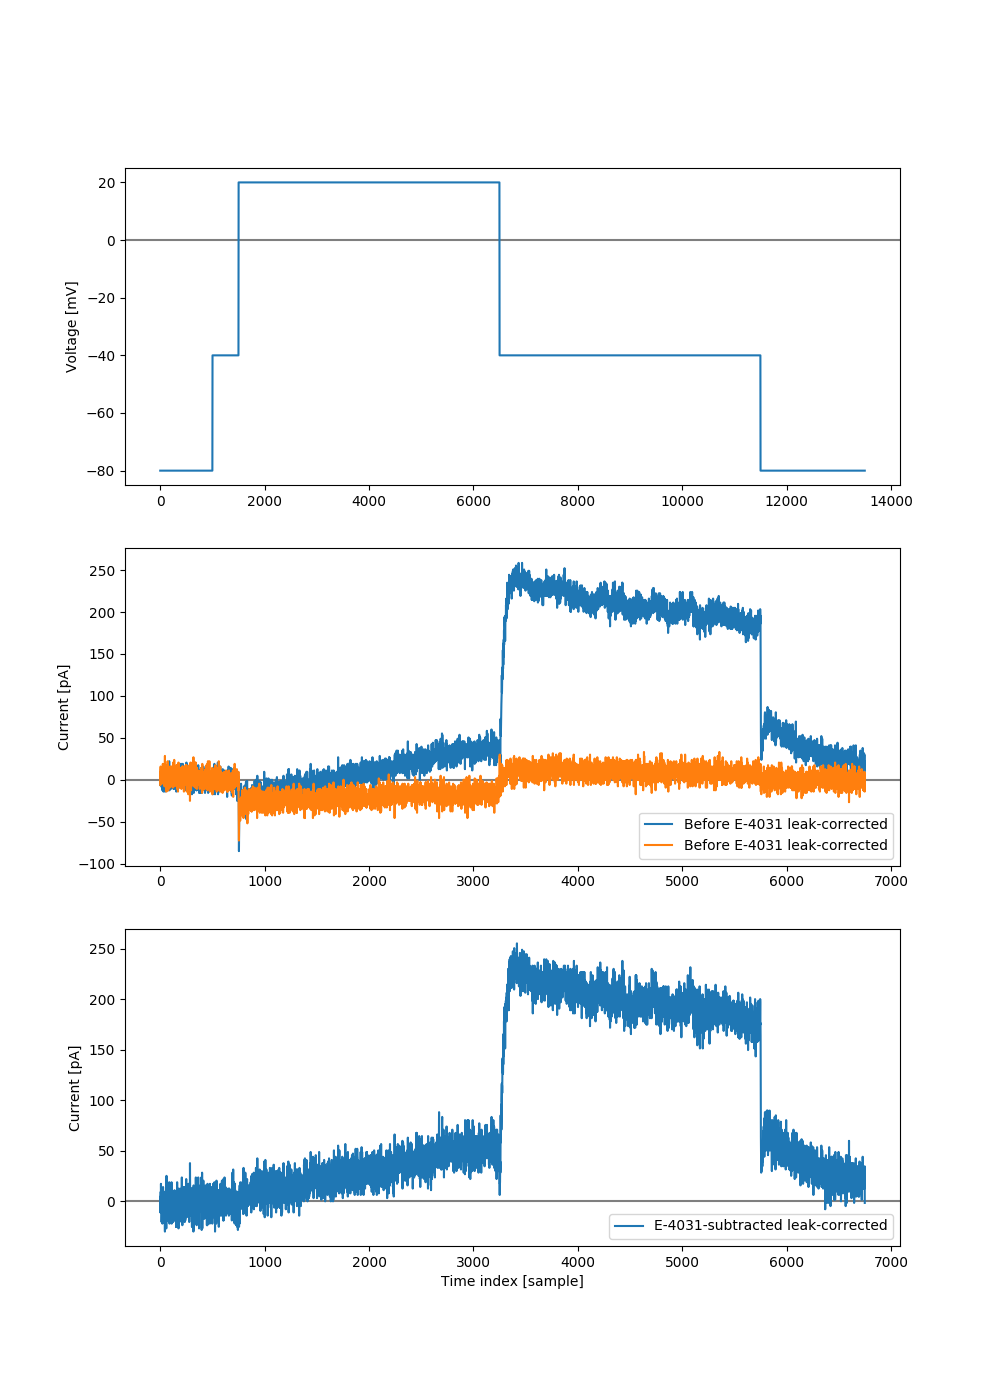 20
0
−20
−40
−60
−80
Voltage [mV]
0 2000 4000 6000 8000 10000 12000 14000
250
200
150
100
50
0
−50
−100
Current [pA]
Before E-4031 leak-corrected
Before E-4031 leak-corrected
0 1000 2000 3000 4000 5000 6000 7000
250
200
150
100
50
0
Current [pA]
E-4031-subtracted leak-corrected
0 1000 2000 3000 4000 5000 6000 7000
Time index [sample]